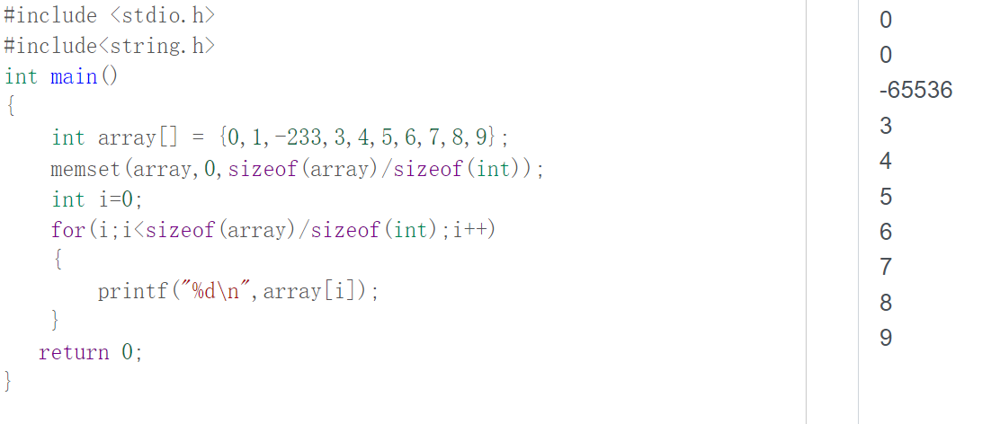 #include <stdio.h>
#include<string.h>
int main()
{
    int array[] = {0,1,-233,3,4,5,6,7,8,9};
    memset(array,0,sizeof(array)/sizeof(int));
    int i=0;
    for(i;i<sizeof(array)/sizeof(int);i++)
    {
        printf("%d\n",array[i]);
    }
   return 0;
}
0
0
-65536
3
4
5
6
7
8
9